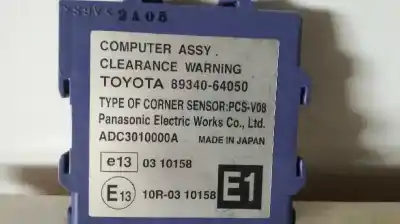 2A05
COMPUTER ASSY.
CLEARANCE WARNING
TOYOTA 89340-64050
TYPE OF CORNER SENSOR:PCS-V08
Panasonic Electric Works Co., Ltd.
ADC3010000A MADE IN JAPAN
e13 03 10158
E13 10R-03 10158 E1